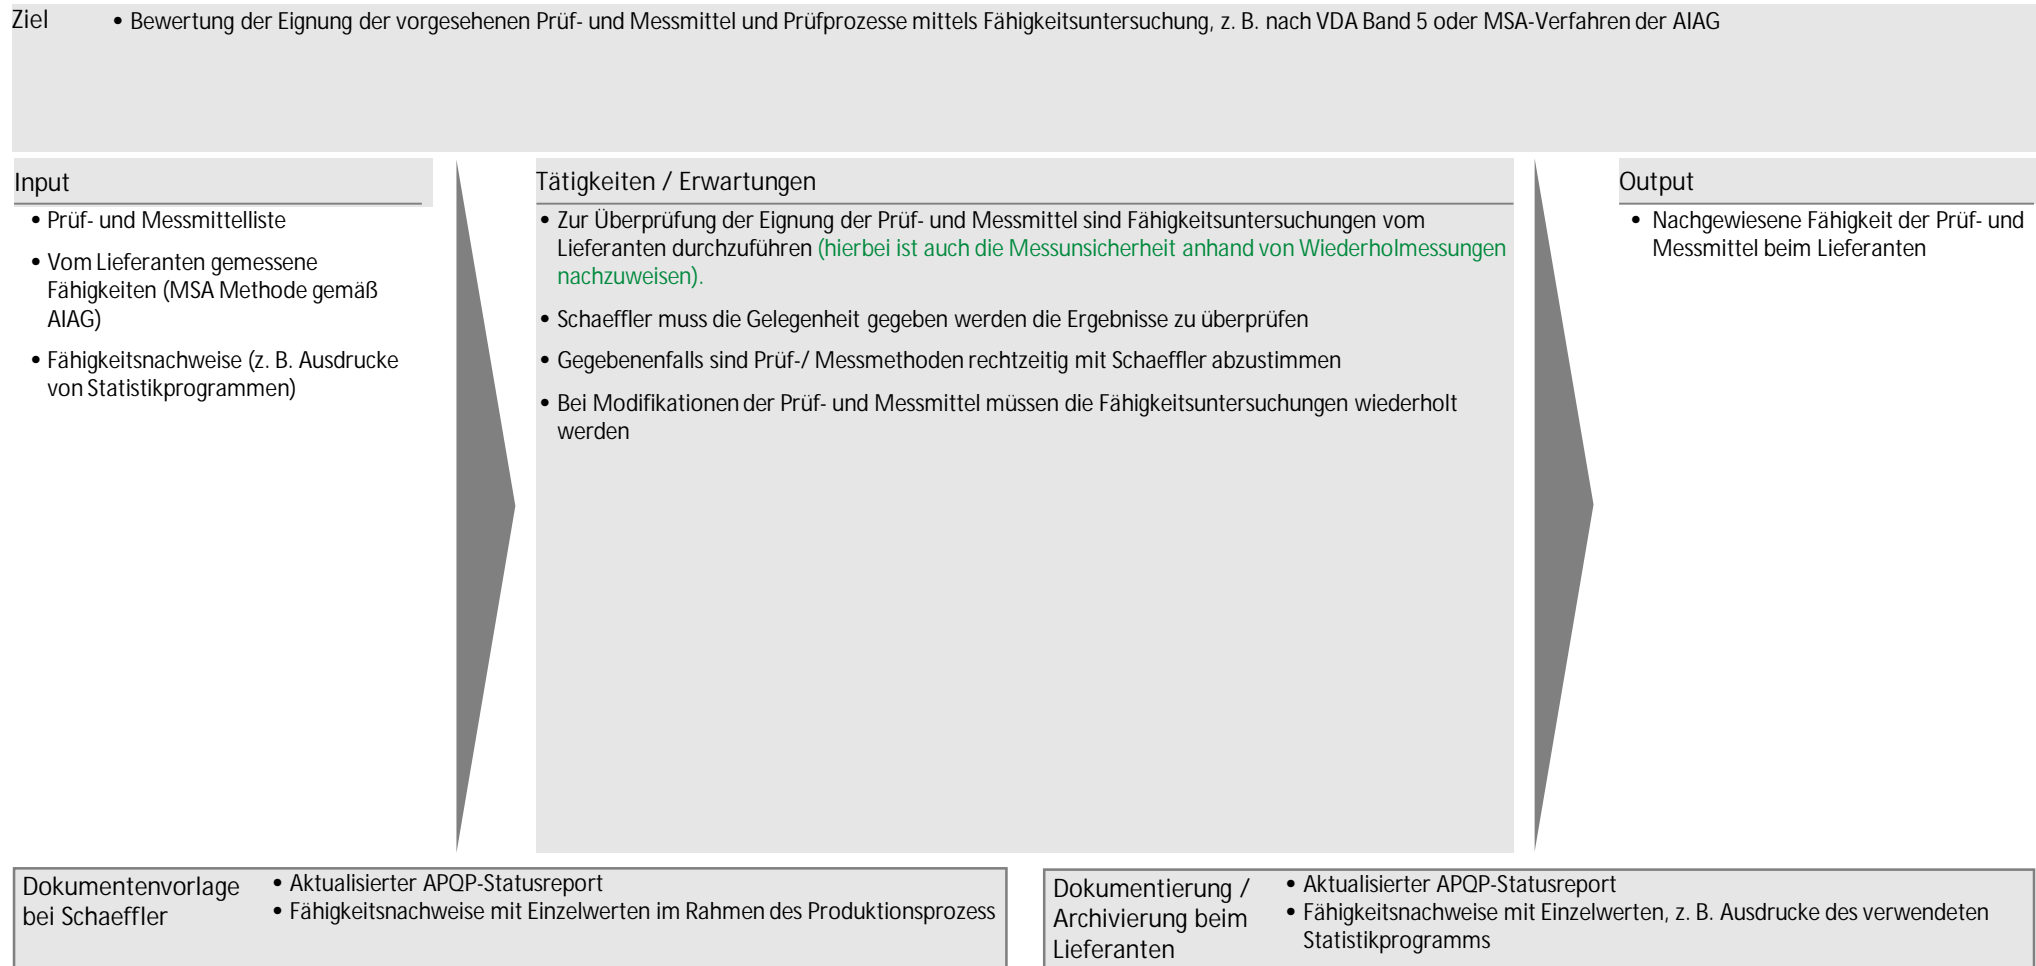 Ziel • Bewertung der Eignung der vorgesehenen Prüf- und Messmittel und Prüfprozesse mittels Fähigkeitsuntersuchung, z. B. nach VDA Band 5 oder MSA-Verfahren der AIAG
Input
• Prüf- und Messmittelliste
• Vom Lieferanten gemessene
Fähigkeiten (MSA Methode gemäß
AIAG)
• Fähigkeitsnachweise (z. B. Ausdrucke
von Statistikprogrammen)
Tätigkeiten / Erwartungen
• Zur Überprüfung der Eignung der Prüf- und Messmittel sind Fähigkeitsuntersuchungen vom
Lieferanten durchzuführen (hierbei ist auch die Messunsicherheit anhand von Wiederholmessungen
nachzuweisen).
• Schaeffler muss die Gelegenheit gegeben werden die Ergebnisse zu überprüfen
• Gegebenenfalls sind Prüf-/ Messmethoden rechtzeitig mit Schaeffler abzustimmen
• Bei Modifikationen der Prüf- und Messmittel müssen die Fähigkeitsuntersuchungen wiederholt
werden
Output
• Nachgewiesene Fähigkeit der Prüf- und
Messmittel beim Lieferanten
Dokumentenvorlage
bei Schaeffler
• Aktualisierter APQP-Statusreport
• Fähigkeitsnachweise mit Einzelwerten im Rahmen des Produktionsprozess
Dokumentierung /
Archivierung beim
Lieferanten
• Aktualisierter APQP-Statusreport
• Fähigkeitsnachweise mit Einzelwerten, z. B. Ausdrucke des verwendeten
Statistikprogramms